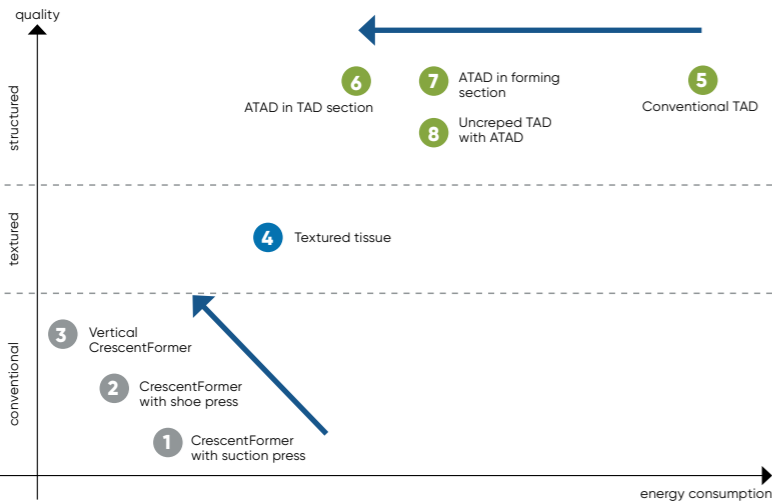 quality
structured
6
ATAD in TAD section
7
ATAD in forming
section
8
Uncreped TAD
with ATAD
5
Conventional TAD
textured
4
Textured tissue
conventional
3
Vertical
CrescentFormer
2
CrescentFormer
with shoe press
1
CrescentFormer
with suction press
energy consumption